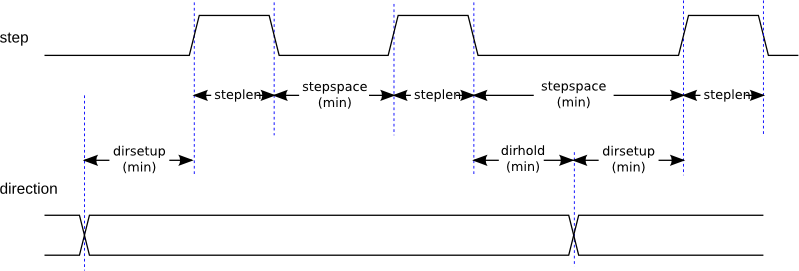 step
steplen
stepspace
(min)
steplen
stepspace
(min)
steplen
dirsetup
(min)
dirhold
(min)
dirsetup
(min)
direction